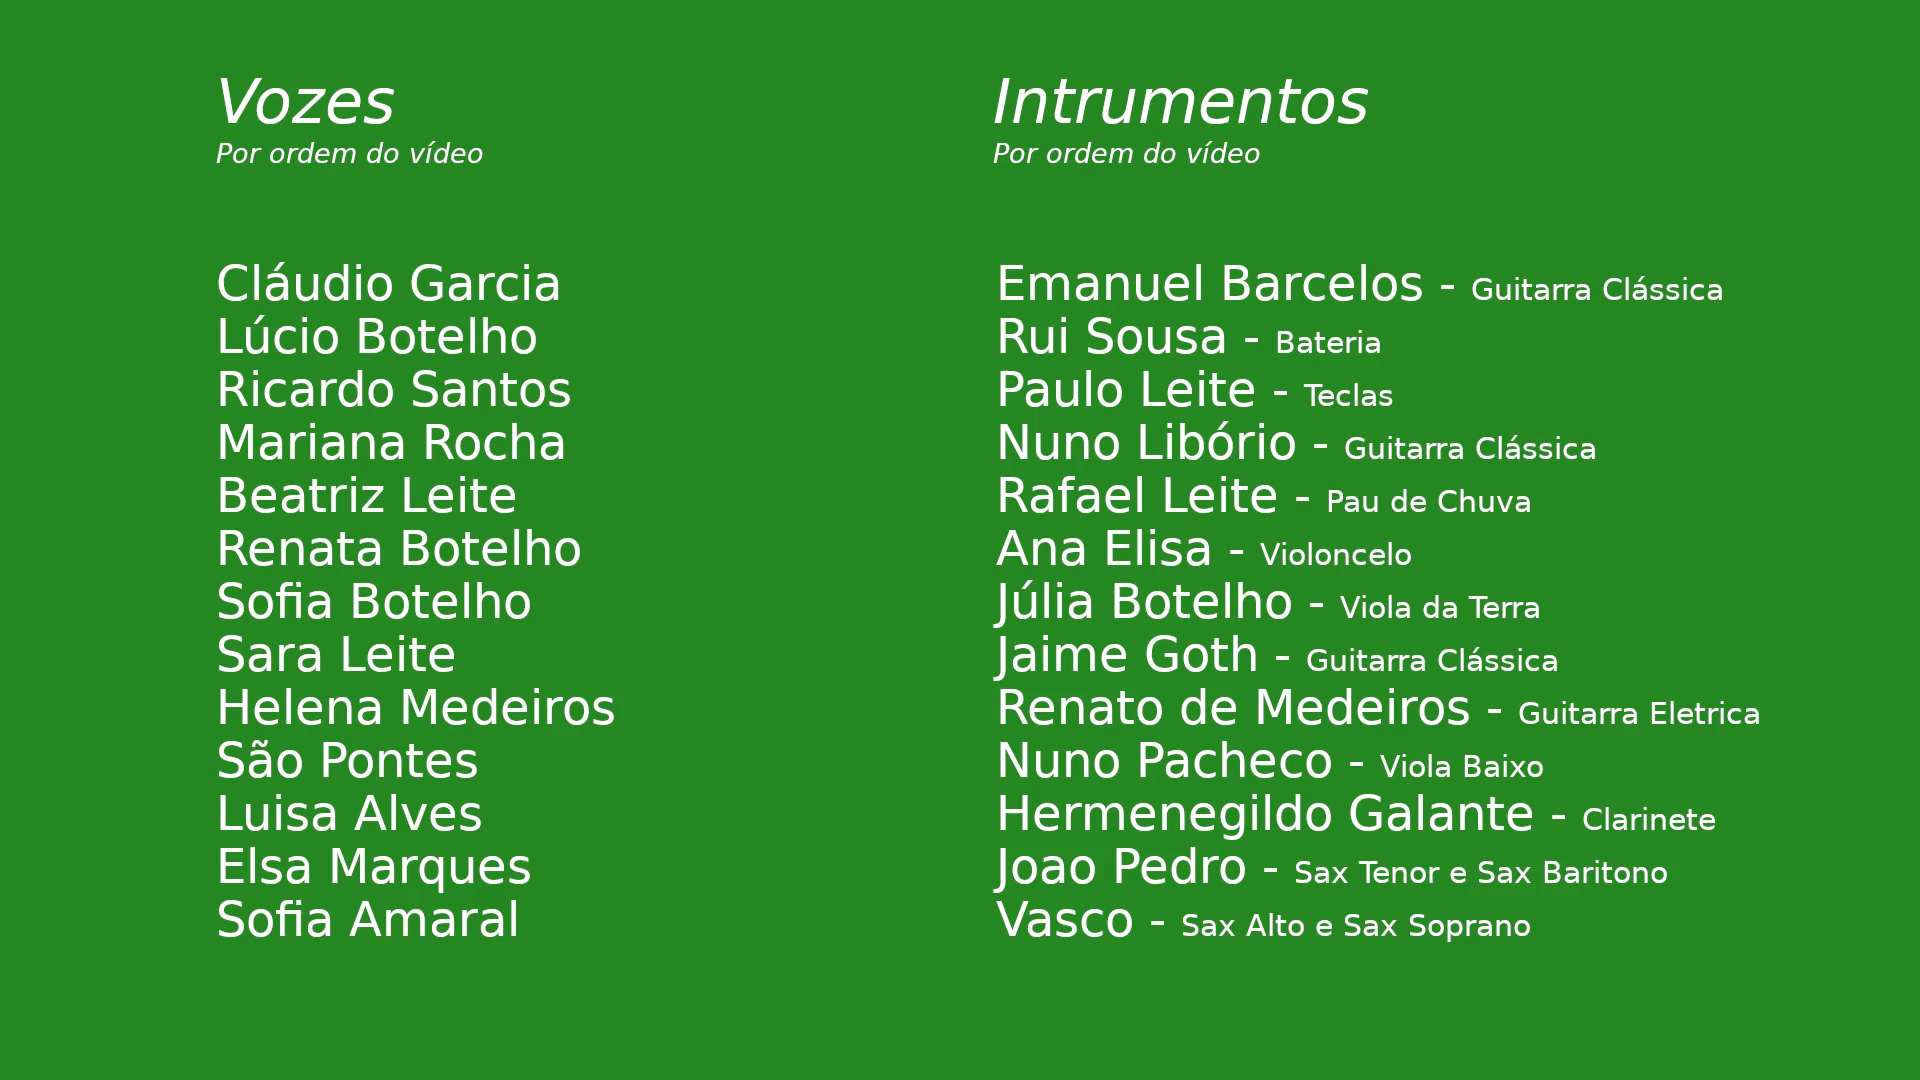 Vozes
Por ordem do vídeo
Cláudio Garcia
Lúcio Botelho
Ricardo Santos
Mariana Rocha
Beatriz Leite
Renata Botelho
Sofia Botelho
Sara Leite
Helena Medeiros
São Pontes
Luisa Alves
Elsa Marques
Sofia Amaral
Intrumentos
Por ordem do vídeo
Emanuel Barcelos - Guitarra Clássica
Rui Sousa - Bateria
Paulo Leite - Teclas
Nuno Libório - Guitarra Clássica
Rafael Leite - Pau de Chuva
Ana Elisa - Violoncelo
Júlia Botelho - Viola da Terra
Jaime Goth - Guitarra Clássica
Renato de Medeiros - Guitarra Eletrica
Nuno Pacheco - Viola Baixo
Hermenegildo Galante - Clarinete
Joao Pedro - Sax Tenor e Sax Baritono
Vasco - Sax Alto e Sax Soprano